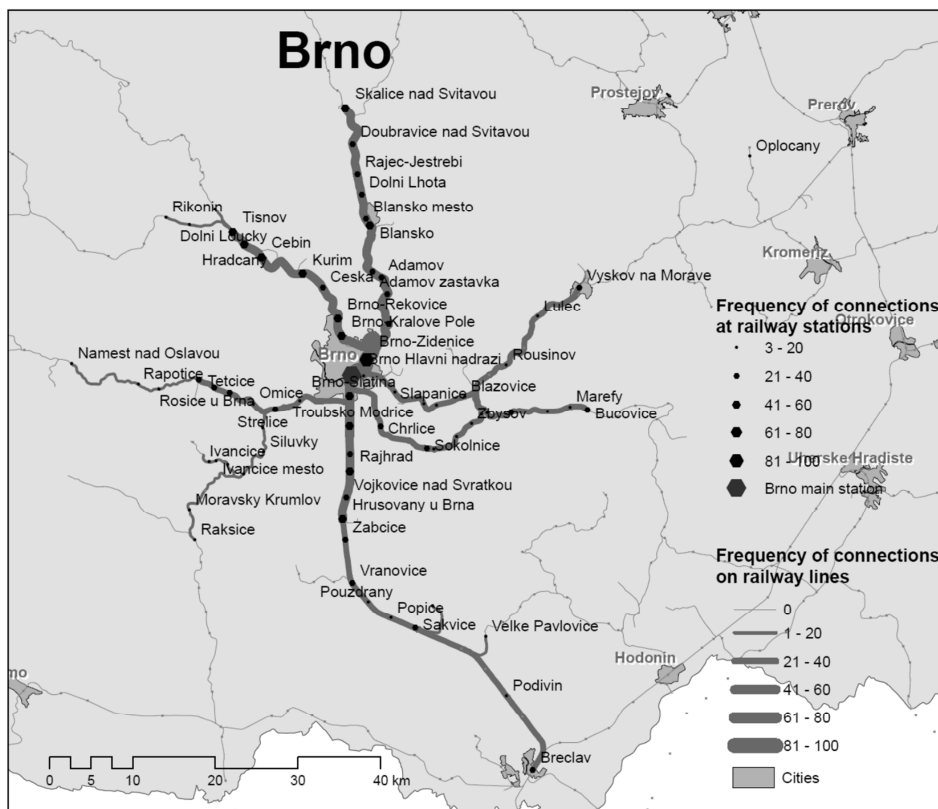 Brno
Skalice nad Svitavou
Prostejov
Prerov
Doubravice nad Svitavou
Oplocany
Rajec-Jestrebi
Dolni Lhota
Rikonin
Tisnov
Blansko mesto
Dolni Loucky
Cebin
Blansko
Hradcany
Kurim
Kromeriz
Ceska
Adamov
Adamov zastavka
Vyskov na Morave
Brno-Rekovice
Lulec
Frequency of connections
at railway stations
Otrokovice
Brno-Kralove Pole
Brno-Zidenice
3 - 20
Namest nad Oslavou
Brno
Brno Hlavni nadrazi
Rousinov
21 - 40
Rapotice
Tetcice
Brno-Slatina
Blazovice
Rosice u Brna
Omice
Slapanice
Marefy
41 - 60
Strelice
Troubsko
Modrice
Chrlice
Zbysov
Bucovice
61 - 80
Siluvky
Sokolnice
Ivancice
Rajhrad
81 - 100
Uherske Hradiste
Ivancice mesto
Vojkovice nad Svratkou
Brno main station
Moravsky Krumlov
Hrusovany u Brna
Raksice
Zabcice
Frequency of connections
on railway lines
Vranovice
Pouzdrany
Popice
0
Sakvice
Velke Pavlovice
1 - 20
Hodonin
21 - 40
mo
Podivin
41 - 60
61 - 80
81 - 100
Breclav
Cities
0 5 10 20 30 40 km